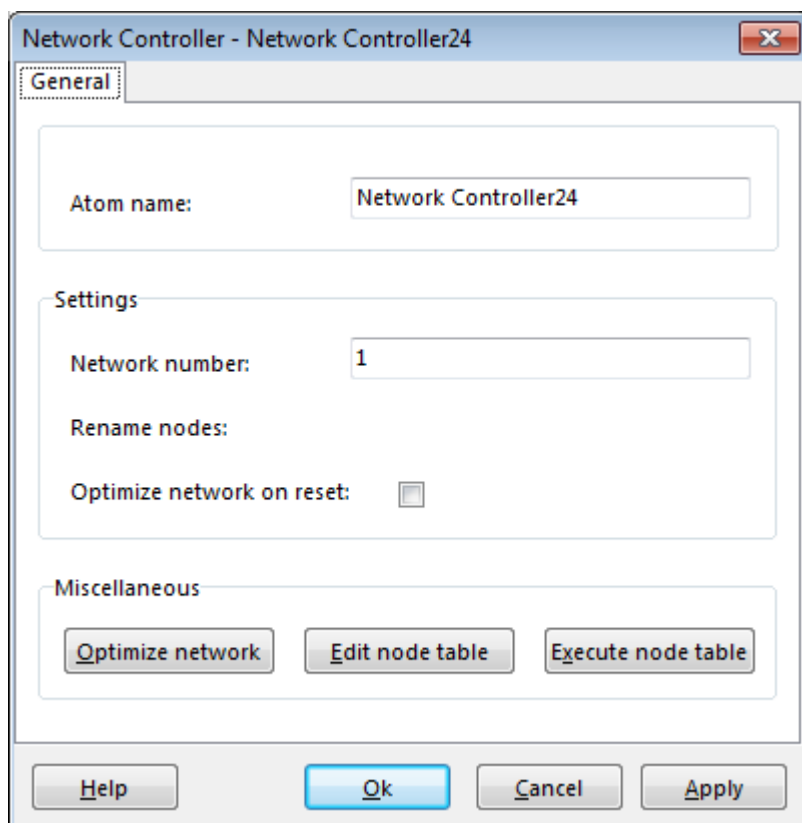 Network Controller - Network Controller24
General
Atom name: Network Controller24
Settings
Network number: 1
Rename nodes:
Optimize network on reset:
Miscellaneous
Optimize network Edit node table Execute node table
Help Ok Cancel Apply